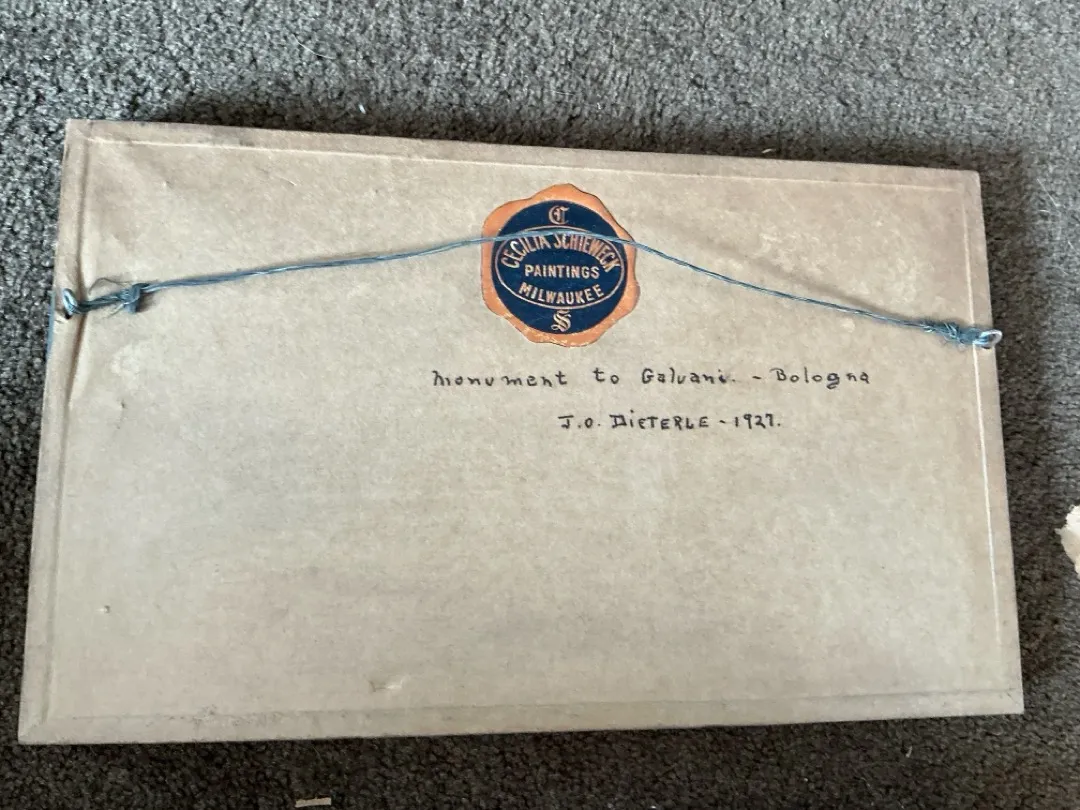 C
CECILIA SCHIEWECK
PAINTINGS
MILWAUKEE
S
monument to Galvani. - Bologna
J.O. DIETERLE - 1927.